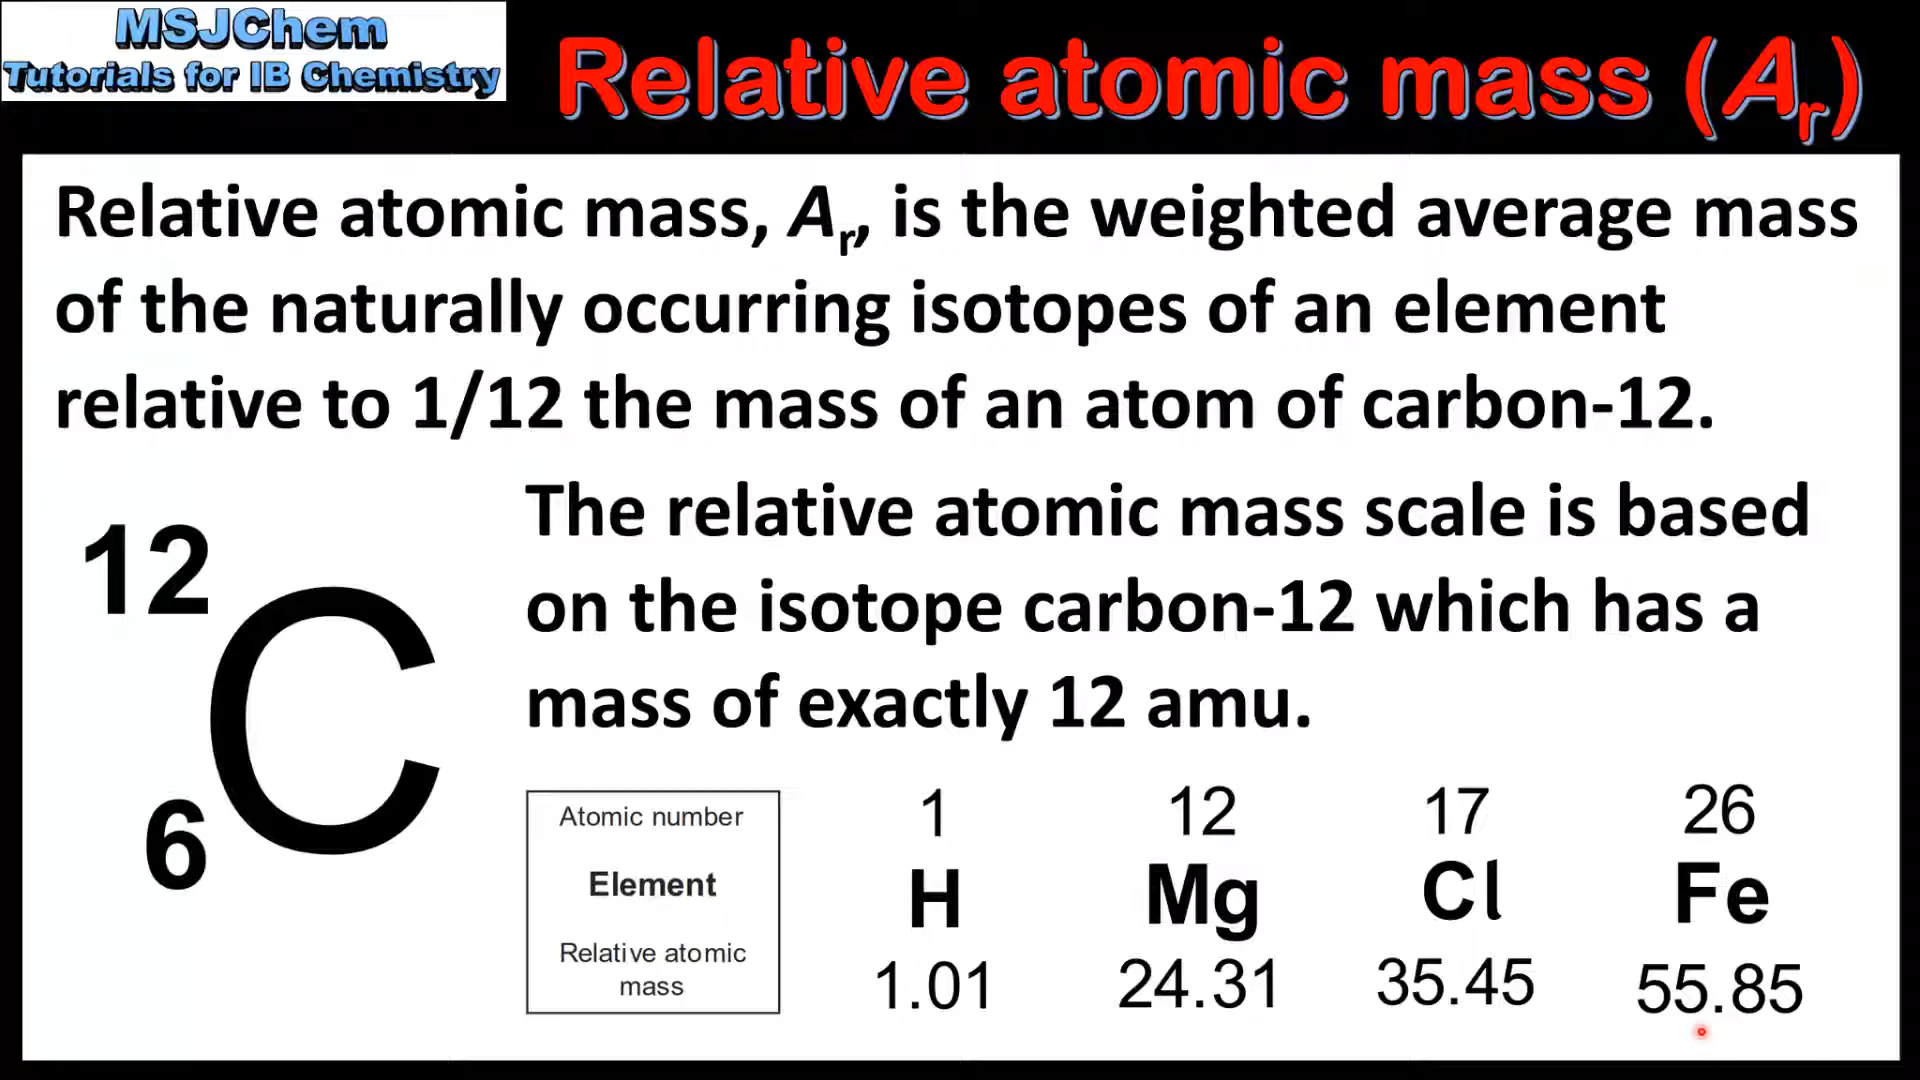 MSJChem
Tutorials for IB Chemistry
Relative atomic mass (Ar)
Relative atomic mass, Ar, is the weighted average mass
of the naturally occurring isotopes of an element
relative to 1/12 the mass of an atom of carbon-12.
12
C
6
The relative atomic mass scale is based
on the isotope carbon-12 which has a
mass of exactly 12 amu.
Atomic number
Element
Relative atomic
mass
1
H
1.01
12
Mg
24.31
17
Cl
35.45
26
Fe
55.85